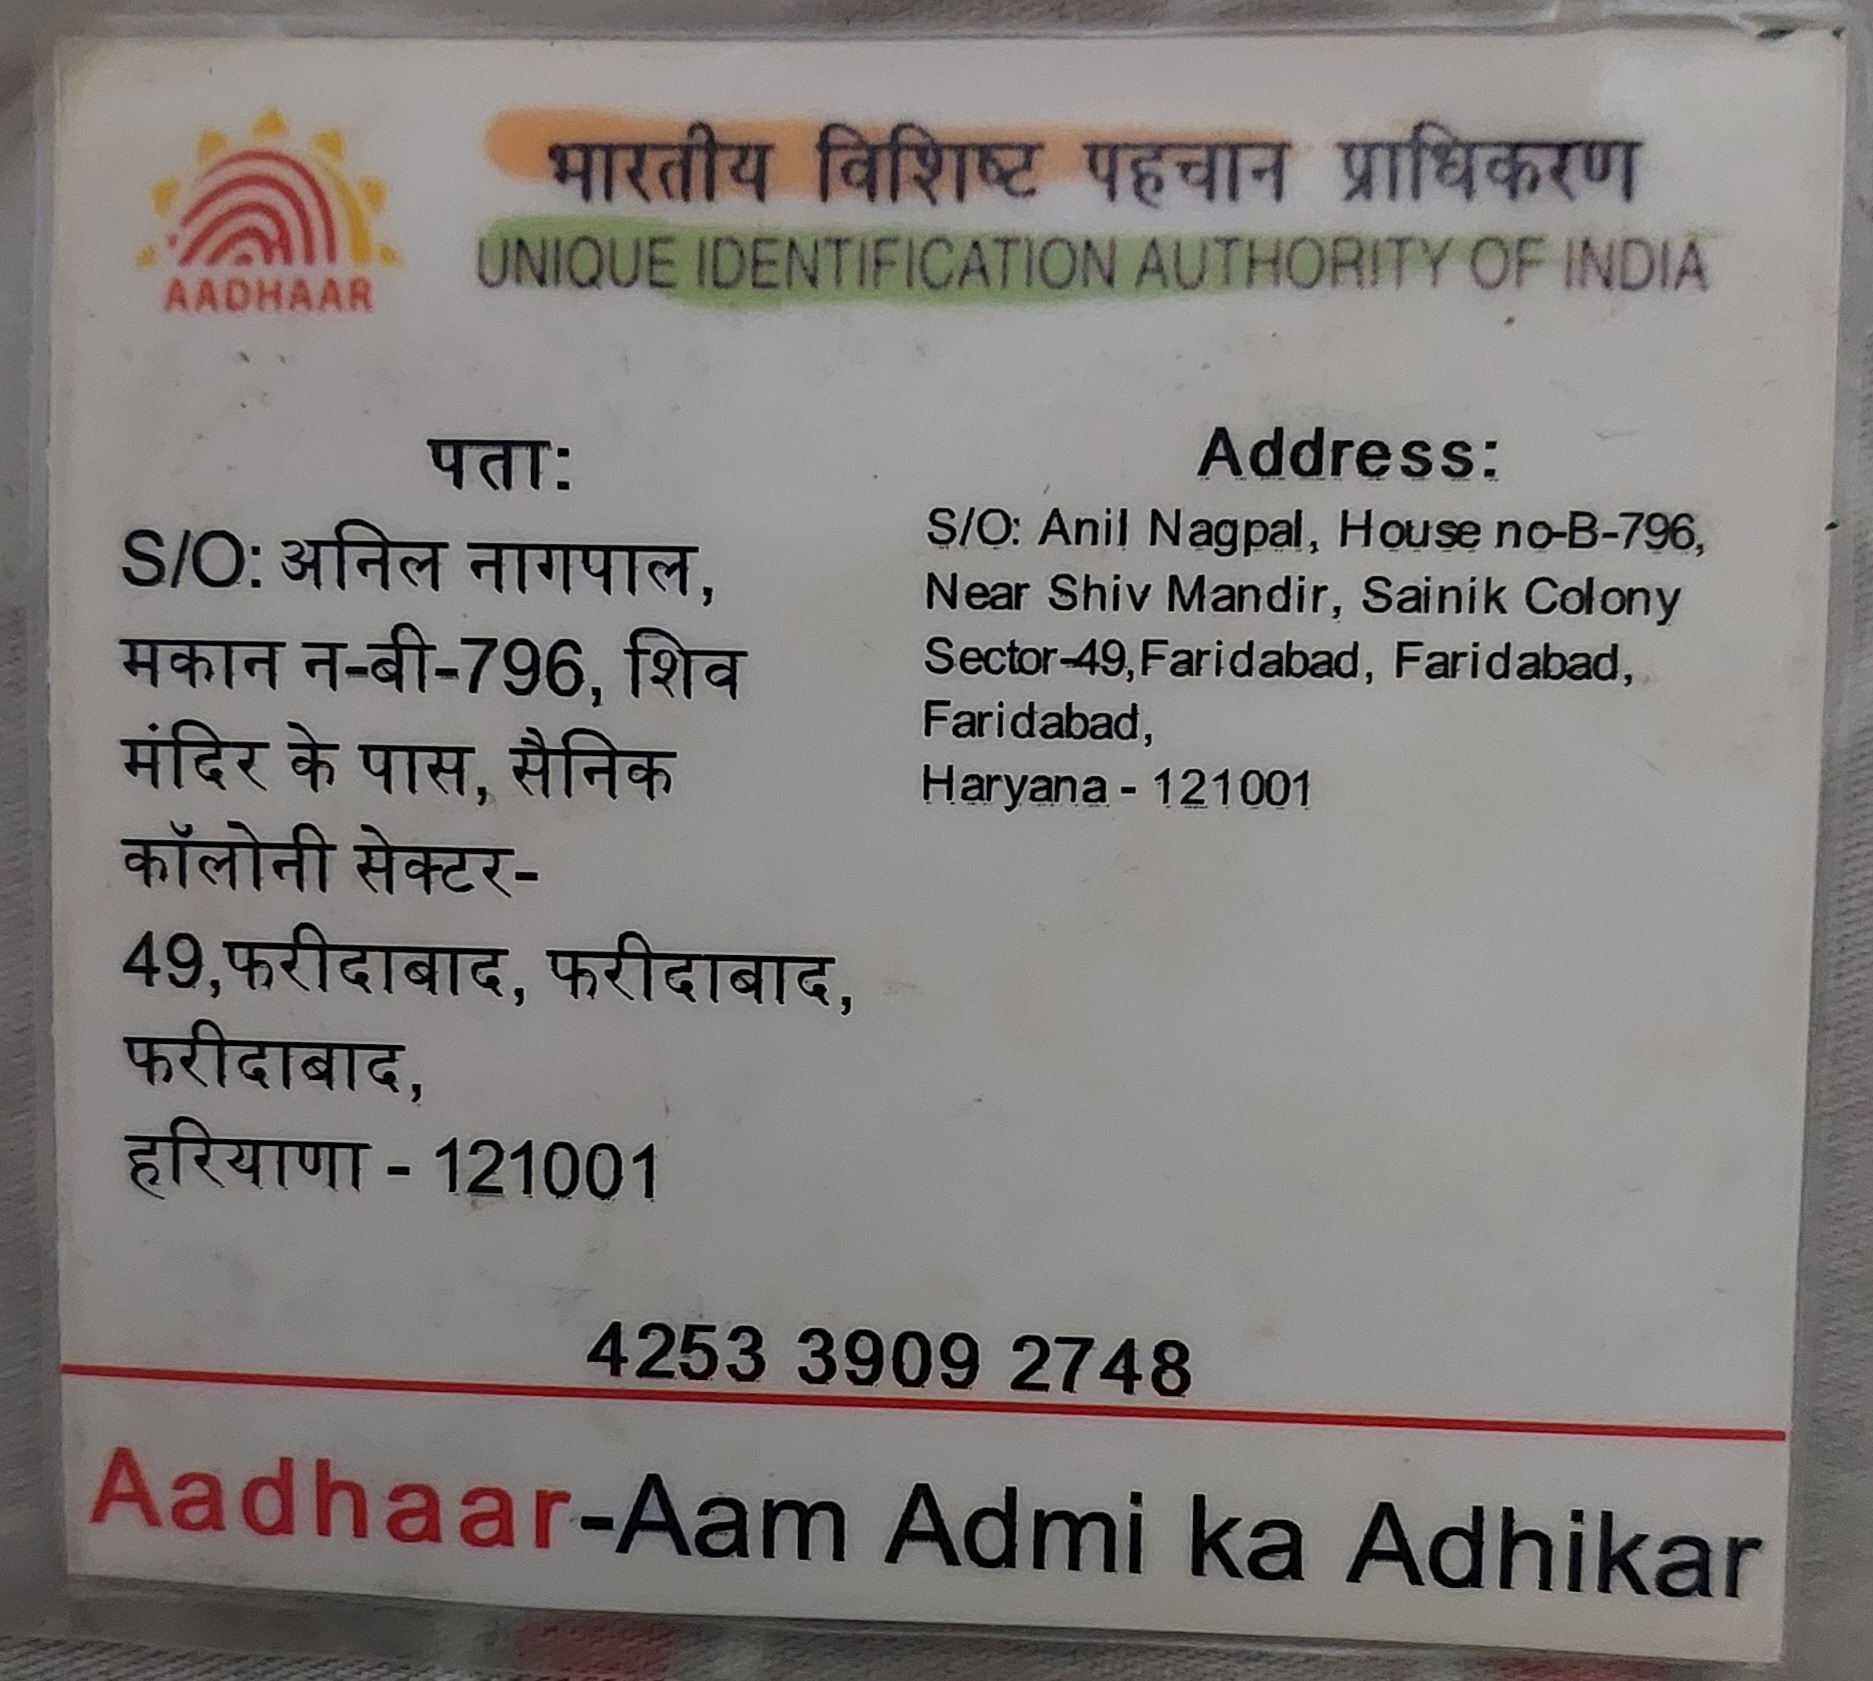 AADHAAR
भारतीय विशिष्ट पहचान प्राधिकरण
UNIQUE IDENTIFICATION AUTHORITY OF INDIA
पता:
S/O: अनिल नागपाल,
मकान न-बी-796, शिव
मंदिर के पास, सैनिक
कॉलोनी सेक्टर-
49,फरीदाबाद, फरीदाबाद,
फरीदाबाद,
हरियाणा - 121001
Address:
S/O: Anil Nagpal, House no-B-796,
Near Shiv Mandir, Sainik Colony
Sector-49,Faridabad, Faridabad,
Faridabad,
Haryana - 121001
4253 3909 2748
Aadhaar-Aam Admi ka Adhikar